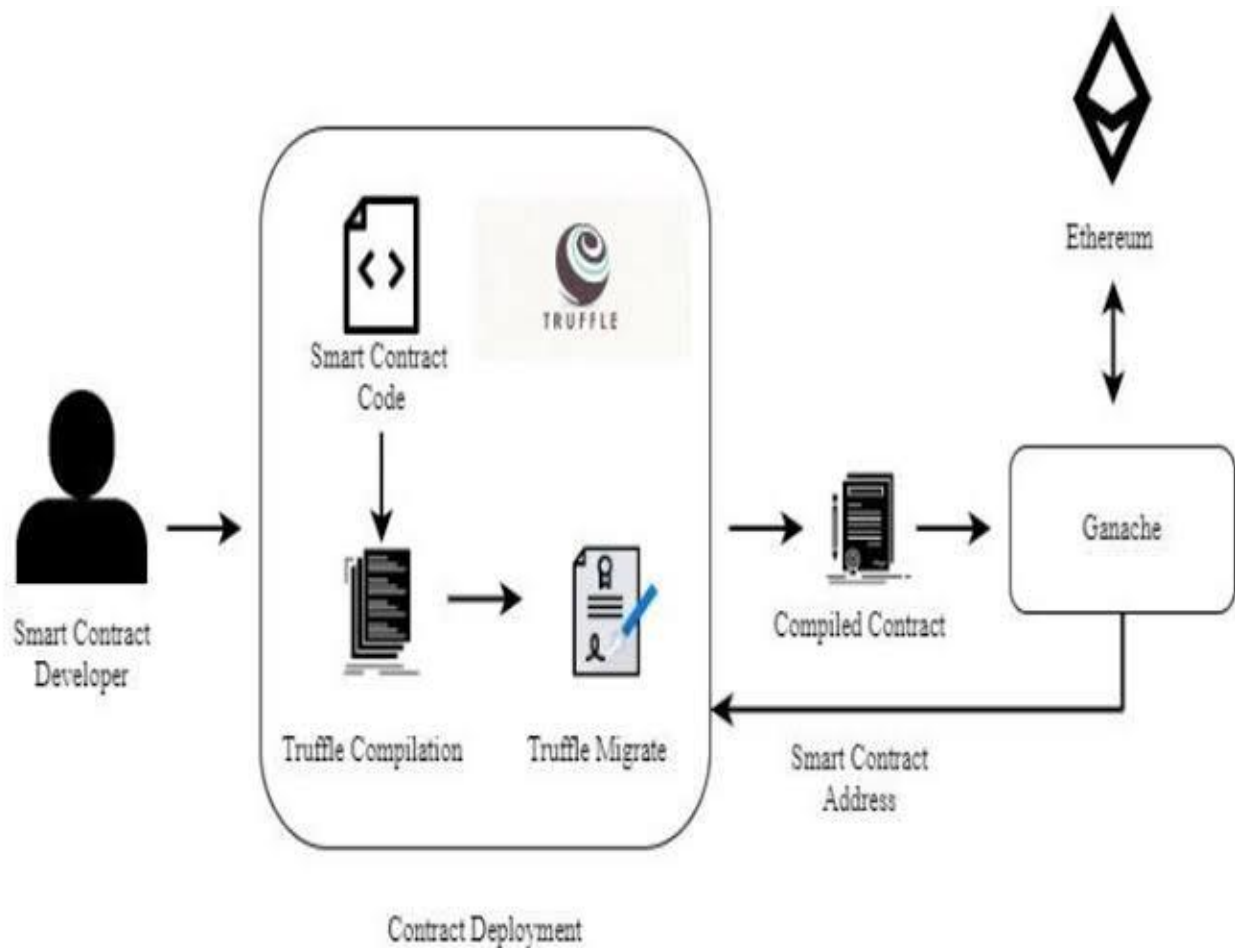 Ethereum
TRUFFLE
Smart Contract
Code
Ganache
Compiled Contract
Smart Contract
Developer
Truffle Compilation
Truffle Migrate
Smart Contract
Address
Contract Deployment